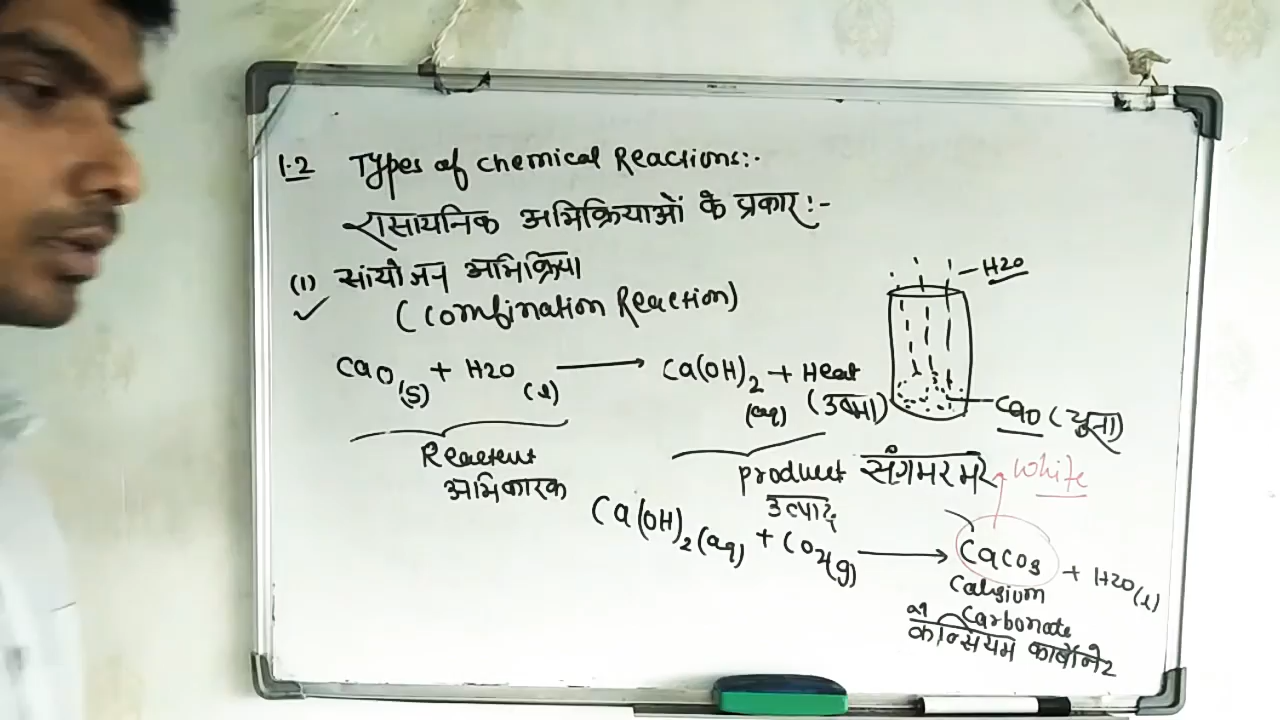 1.2 Types of chemical Reactions:-
रासायनिक अभिक्रियाओं के प्रकार :-
(1) सांयोजन अभिक्रिया
(Combination Reaction)
H2O
CaO(s) + H2O(l) ⟶ Ca(OH)2(aq) + Heat
(उष्मा)
CaO (चूना)
Reactent
अभिकारक
product
उत्पाद
संगमरमर
white
Ca(OH)2(aq) + CO2(g) ⟶ CaCO3 + H2O(l)
Calsium
Carbonate
कैल्सियम कार्बोनेट